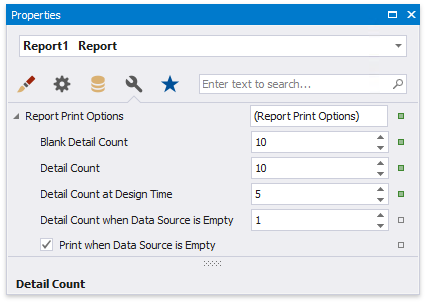 Properties
Report1 Report
Enter text to search...
Report Print Options (Report Print Options)
Blank Detail Count 10
Detail Count 10
Detail Count at Design Time 5
Detail Count when Data Source is Empty 1
Print when Data Source is Empty
Detail Count